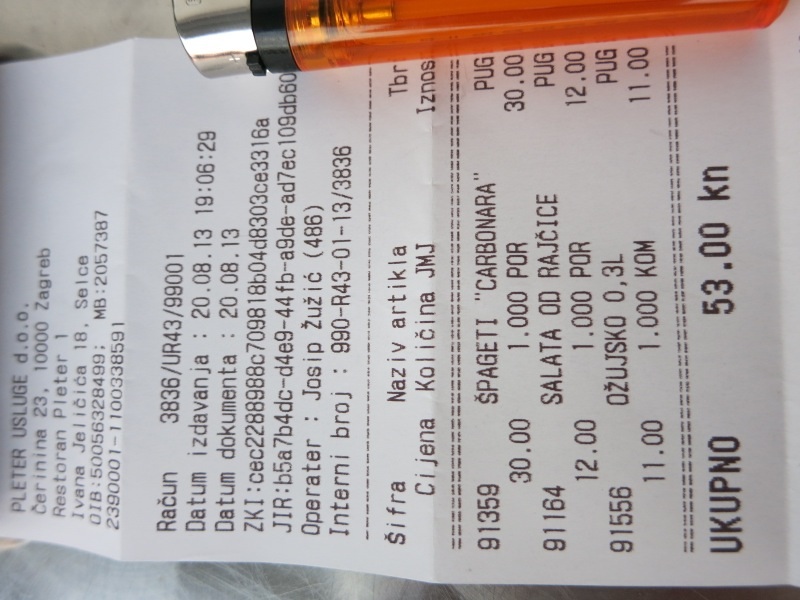 PLETER USLUGE d.o.o.
Čerinina 23, 10000 Zagreb
Restoran Pleter 1
Ivana Jeličića 18, Selce
OIB:50056328499; MB:2057387
2390001-1100338591
Račun 3836/UR43/99001
Datum izdavanja : 20.08.13 19:06:29
Datum dokumenta : 20.08.13
ZKI:cec2288988c709818b04d8303ce3316a
JIR:b5a7b4dc-d4e9-44fb-a9de-ad7ec109db60
Operater : Josip Žužić (486)
Interni broj : 990-R43-01-13/3836
Šifra Naziv artikla Tbr
Cijena Količina JMJ Iznos
91359 ŠPAGETI "CARBONARA" PUG
30.00 1.000 POR 30.00
91164 SALATA OD RAJČICE PUG
12.00 1.000 POR 12.00
91556 OŽUJSKO 0,3L PUG
11.00 1.000 KOM 11.00
UKUPNO 53.00 kn